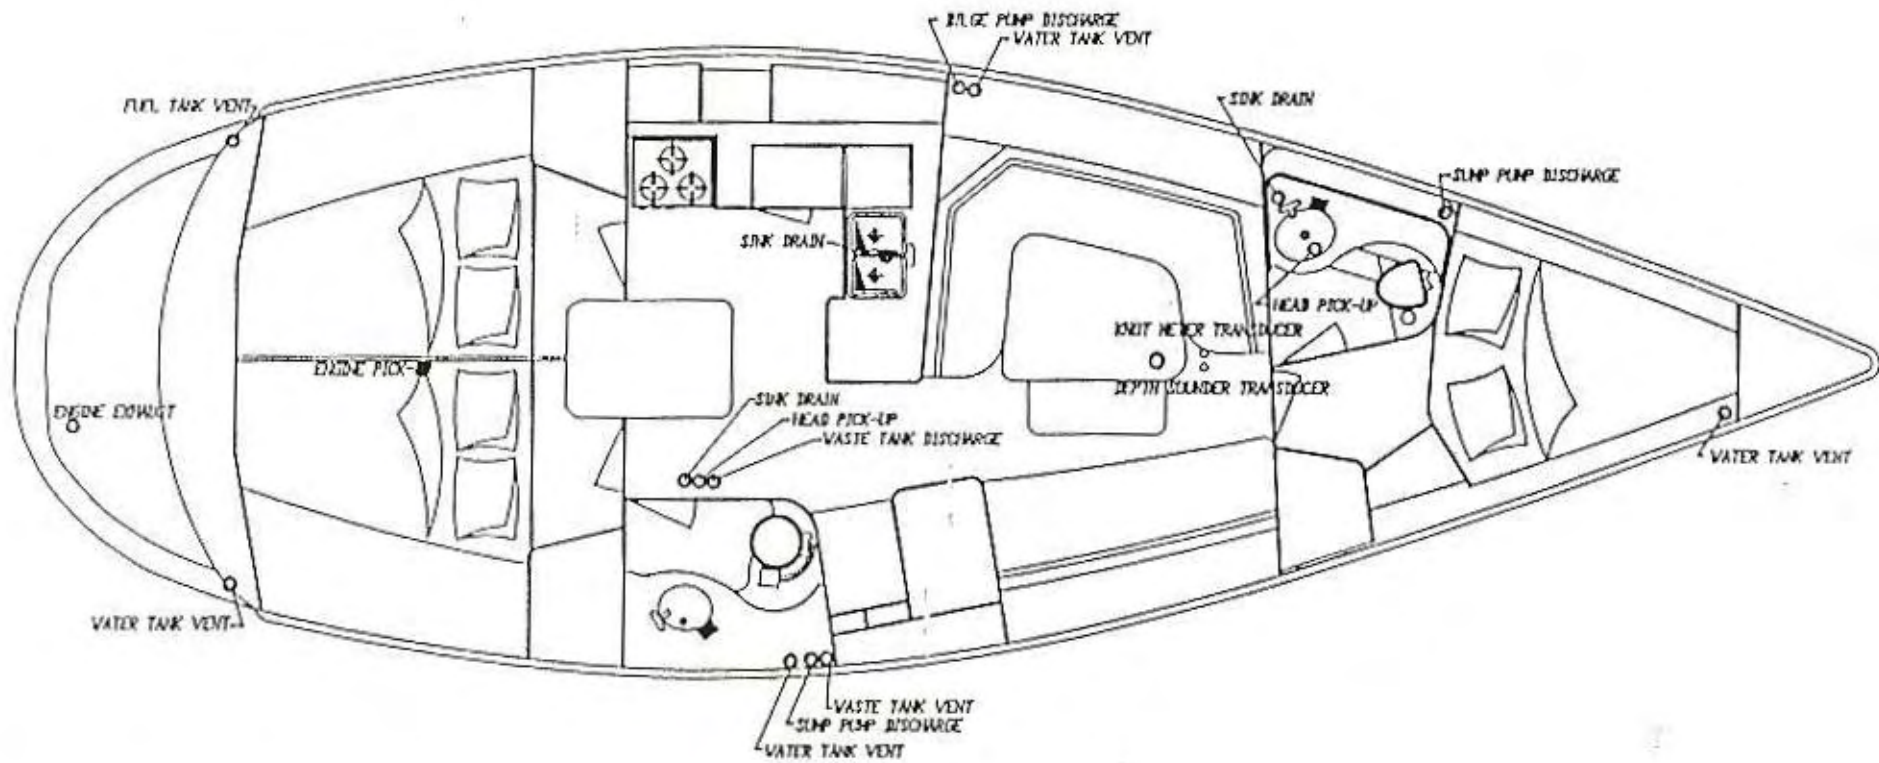 BILGE PUMP DISCHARGE
WATER TANK VENT
SINK DRAIN
FUEL TANK VENT
SUMP PUMP DISCHARGE
SINK DRAIN
HEAD PICK-UP
KNOT METER TRANSDUCER
ENGINE PICK-
DEPTH SOUNDER TRANSDUCER
SINK DRAIN
ENGINE EXHAUST
HEAD PICK-UP
WASTE TANK DISCHARGE
WATER TANK VENT
WATER TANK VENT
WASTE TANK VENT
SUMP PUMP DISCHARGE
WATER TANK VENT